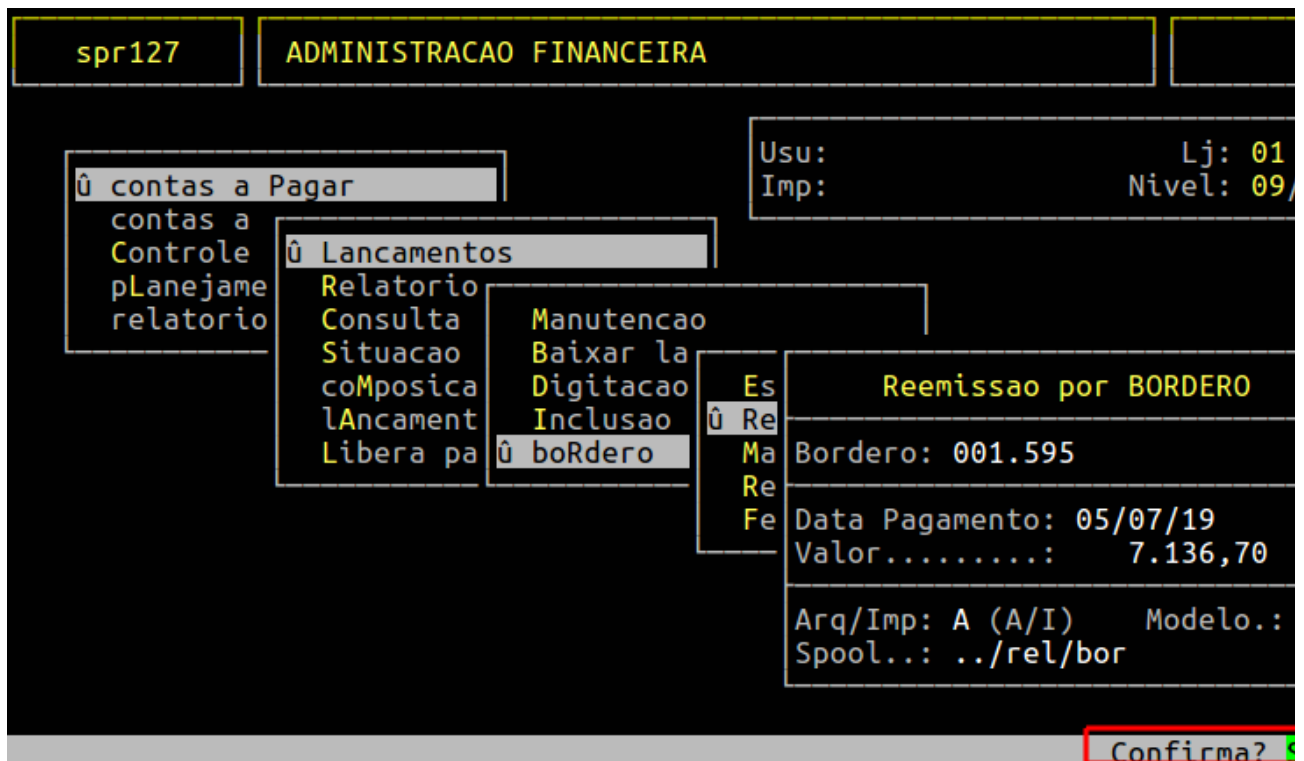 spr127 ADMINISTRACAO FINANCEIRA
Usu: Lj: 01
Imp: Nivel: 09/
û contas a Pagar
contas a
Controle
pLanejame
relatorio
û Lancamentos
Relatorio
Consulta
Situacao
coMposica
lAncament
Libera pa
Manutencao
Baixar la
Digitacao
Inclusao
û boRdero
Es
û Re
Ma
Re
Fe
Reemissao por BORDERO
Bordero: 001.595
Data Pagamento: 05/07/19
Valor.........: 7.136,70
Arq/Imp: A (A/I) Modelo.:
Spool..: ../rel/bor
Confirma? S